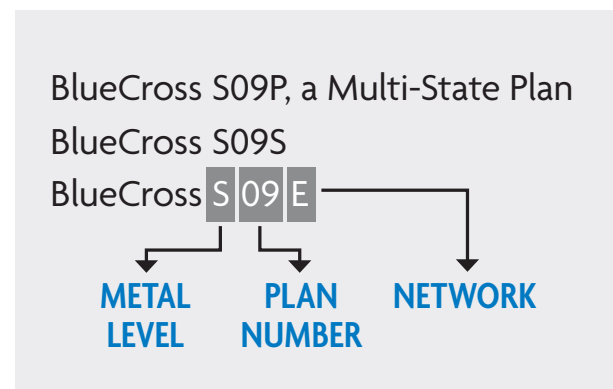 BlueCross S09P, a Multi-State Plan
BlueCross S09S
BlueCross S 09 E
METAL LEVEL
PLAN NUMBER
NETWORK